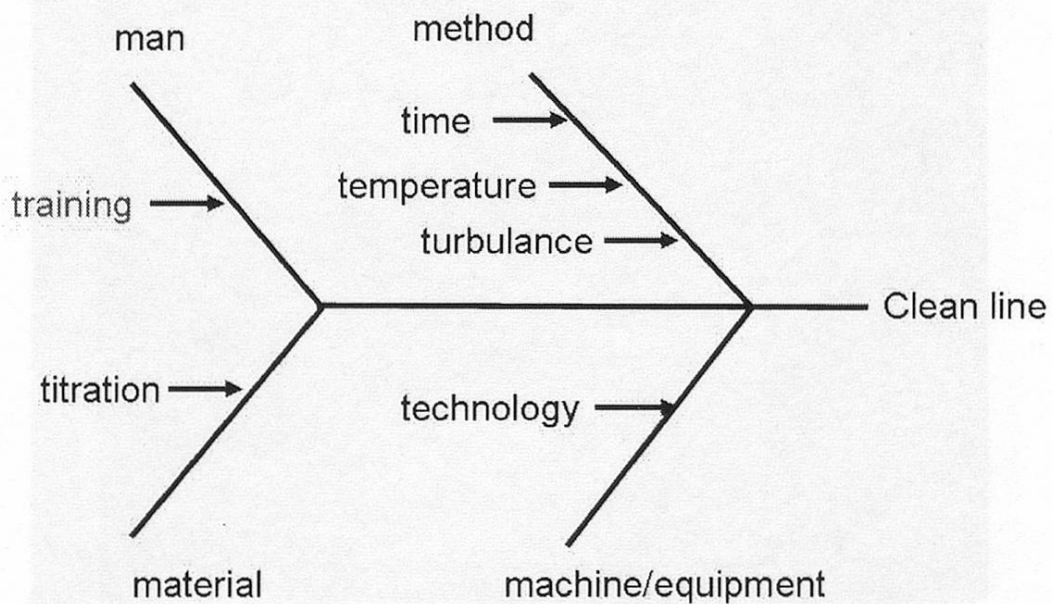 man
method
time
temperature
turbulance
training
Clean line
titration
technology
material
machine/equipment